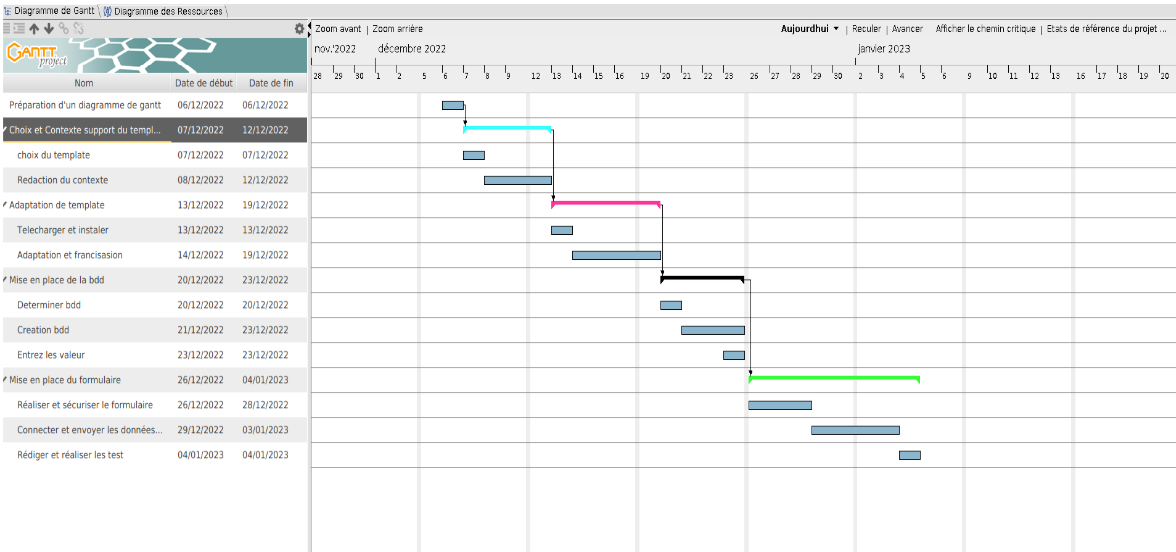 Diagramme de Gantt \ Diagramme des Ressources \
Zoom avant | Zoom arrière Aujourdhui ▾ | Reculer | Avancer Afficher le chemin critique | Etats de référence du projet ...
GANTT project
nov. 2022 décembre 2022 janvier 2023
Nom Date de début Date de fin
28 29 30 1 2 5 6 7 8 9 12 13 14 15 16 19 20 21 22 23 26 27 28 29 30 2 3 4 5 6 9 10 11 12 13 16 17 18 19 20
Préparation d'un diagramme de gantt 06/12/2022 06/12/2022
Choix et Contexte support du templ... 07/12/2022 12/12/2022
choix du template 07/12/2022 07/12/2022
Redaction du contexte 08/12/2022 12/12/2022
Adaptation de template 13/12/2022 19/12/2022
Telecharger et instaler 13/12/2022 13/12/2022
Adaptation et francisasion 14/12/2022 19/12/2022
Mise en place de la bdd 20/12/2022 23/12/2022
Determiner bdd 20/12/2022 20/12/2022
Creation bdd 21/12/2022 23/12/2022
Entrez les valeur 23/12/2022 23/12/2022
Mise en place du formulaire 26/12/2022 04/01/2023
Réaliser et sécuriser le formulaire 26/12/2022 28/12/2022
Connecter et envoyer les données... 29/12/2022 03/01/2023
Rédiger et réaliser les test 04/01/2023 04/01/2023